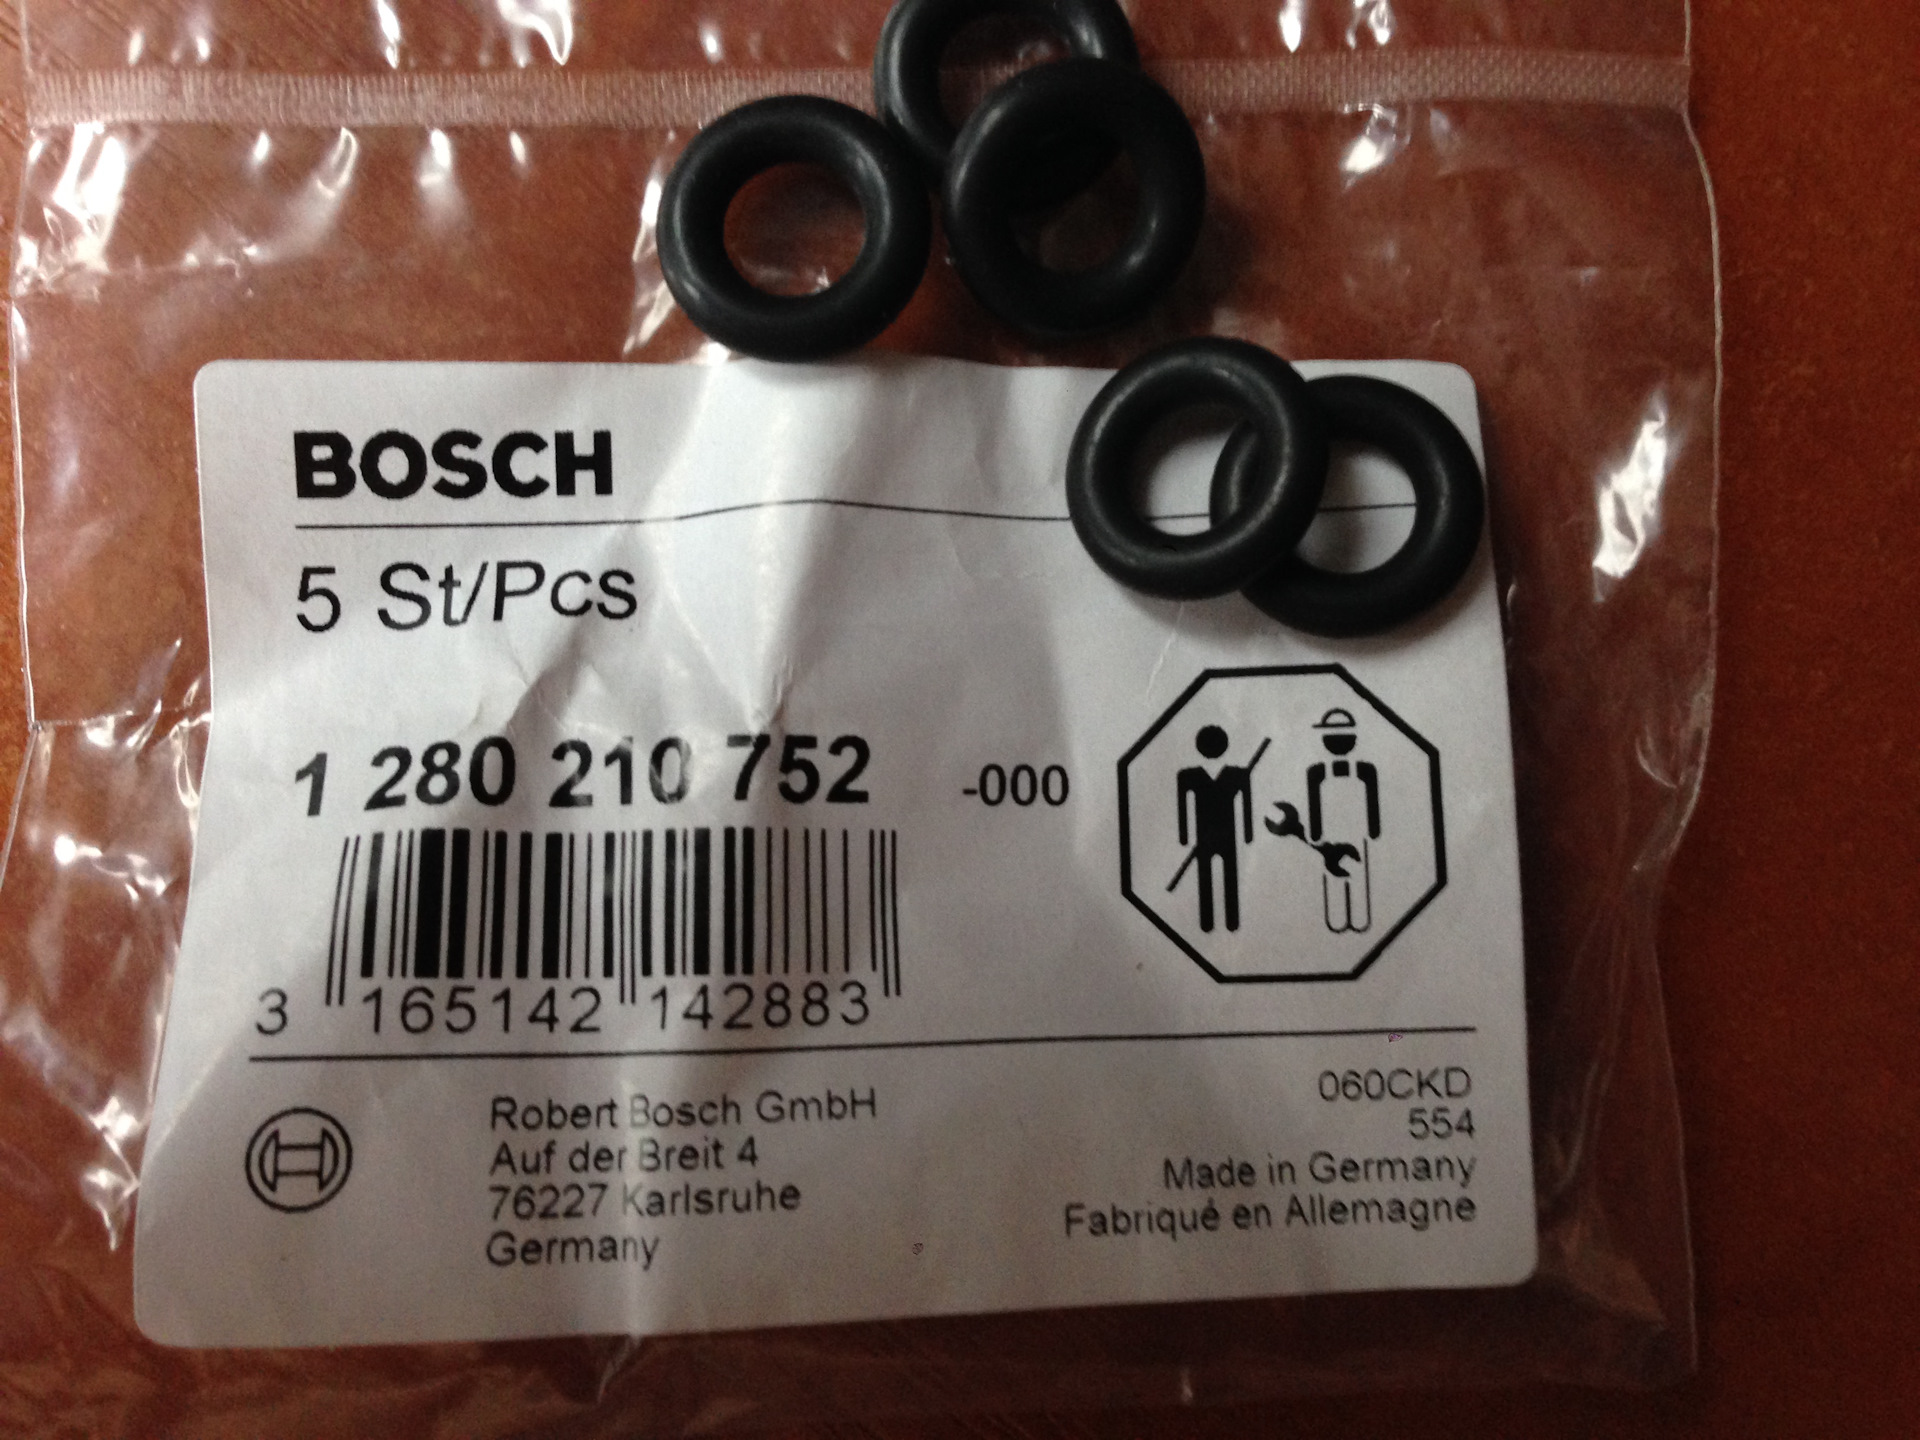 BOSCH
5 St/Pcs
1 280 210 752 -000
3 165142 142883
Robert Bosch GmbH
Auf der Breit 4
76227 Karlsruhe
Germany
060CKD
554
Made in Germany
Fabriqué en Allemagne